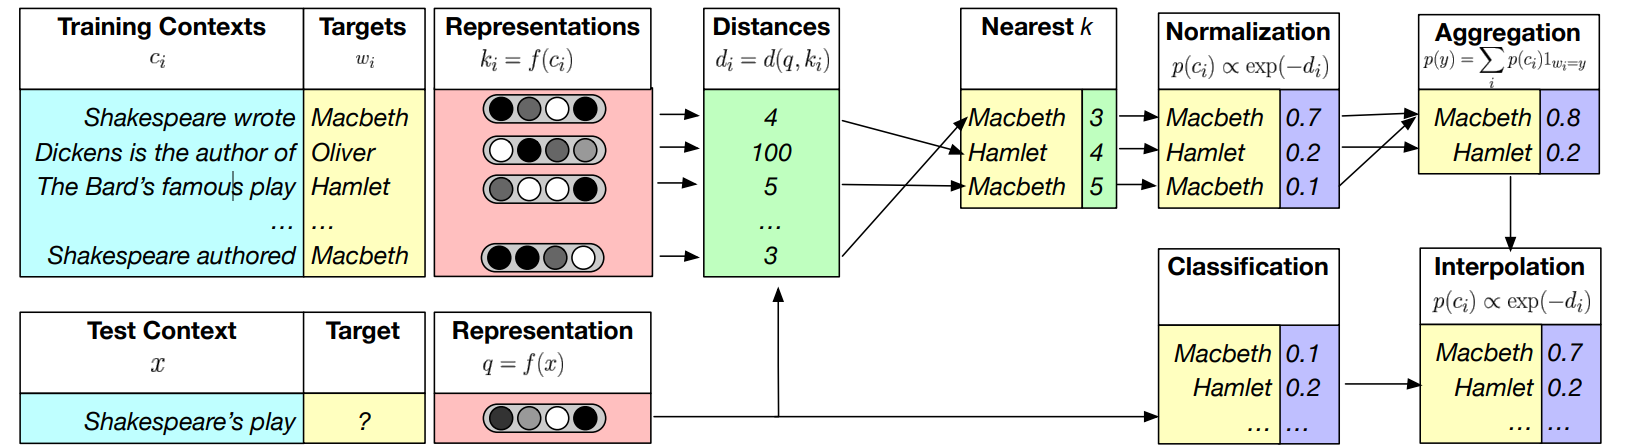 Training Contexts Targets Representations Distances Nearest k Normalization Aggregation
c_i w_i k_i = f(c_i) d_i = d(q, k_i) p(c_i) ∝ exp(−d_i) p(y) = ∑_i p(c_i)1_{w_i=y}
Shakespeare wrote Macbeth 4 Macbeth 3 Macbeth 0.7 Macbeth 0.8
Dickens is the author of Oliver 100 Hamlet 4 Hamlet 0.2 Hamlet 0.2
The Bard's famous play Hamlet 5 Macbeth 5 Macbeth 0.1
... ... ...
Shakespeare authored Macbeth 3
Classification Interpolation
p(c_i) ∝ exp(−d_i)
Test Context Target Representation
x q = f(x)
Macbeth 0.1 Macbeth 0.7
Hamlet 0.2 Hamlet 0.2
Shakespeare's play ? ... ... ... ...